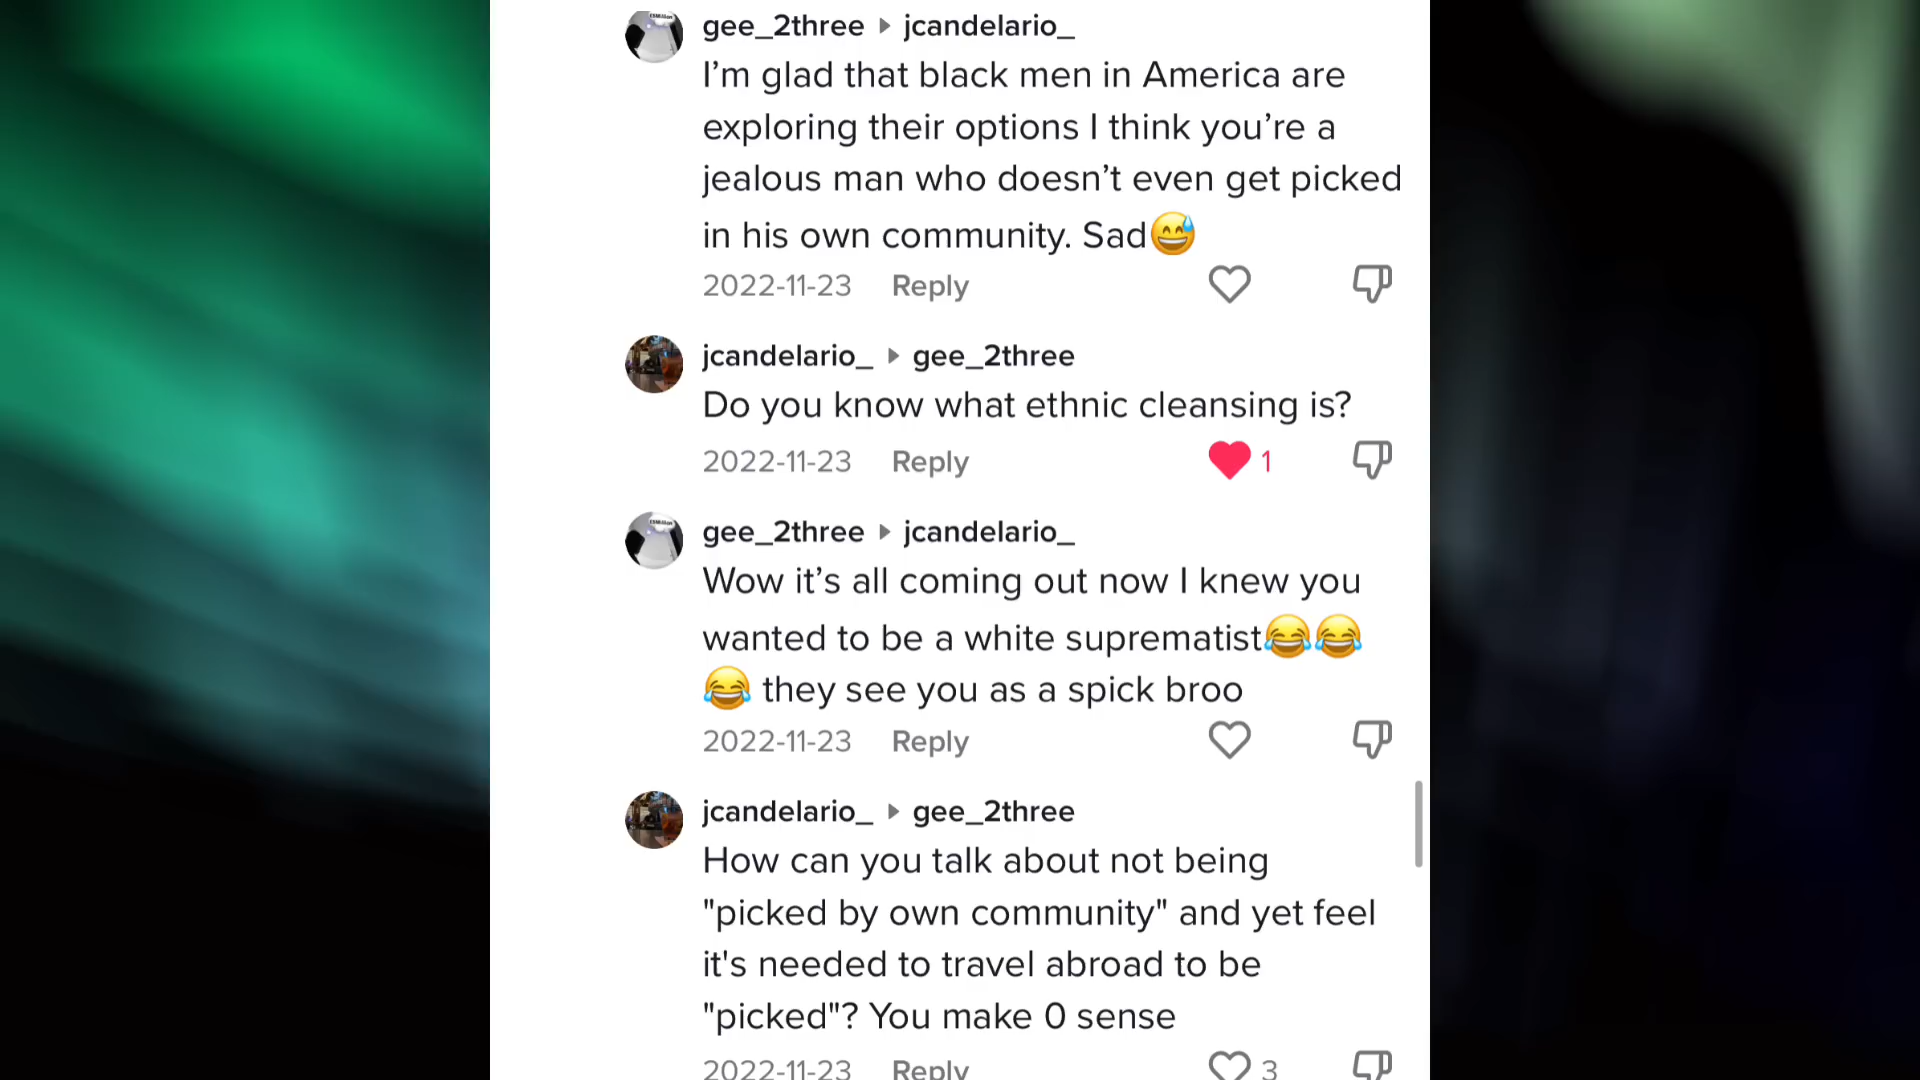 gee_2three ▸ jcandelario_
I’m glad that black men in America are
exploring their options I think you’re a
jealous man who doesn’t even get picked
in his own community. Sad😅
2022-11-23 Reply
jcandelario_ ▸ gee_2three
Do you know what ethnic cleansing is?
2022-11-23 Reply 1
gee_2three ▸ jcandelario_
Wow it’s all coming out now I knew you
wanted to be a white suprematist😂😂
😂 they see you as a spick broo
2022-11-23 Reply
jcandelario_ ▸ gee_2three
How can you talk about not being
"picked by own community" and yet feel
it's needed to travel abroad to be
"picked"? You make 0 sense
2022-11-23 Reply 3